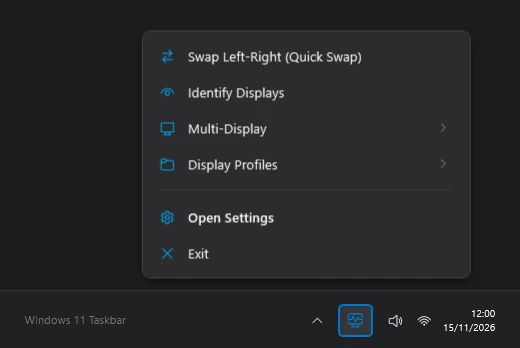 Swap Left-Right (Quick Swap)
Identify Displays
Multi-Display
Display Profiles
Open Settings
Exit
Windows 11 Taskbar
12:00
15/11/2026